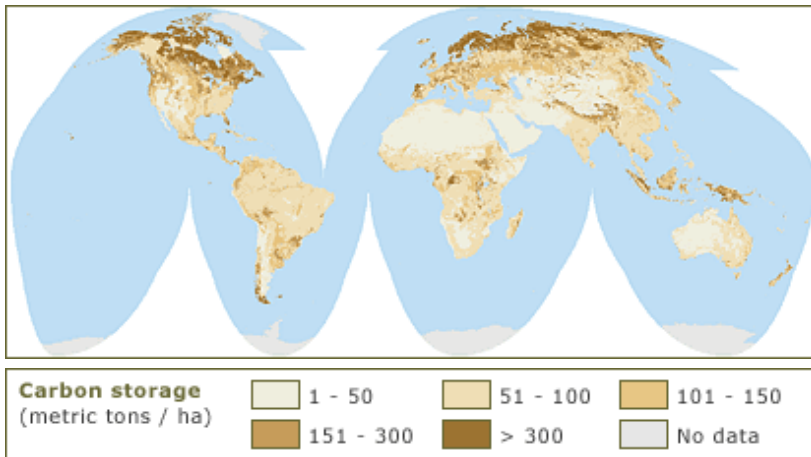 Carbon storage
(metric tons / ha)
1 - 50
51 - 100
101 - 150
151 - 300
> 300
No data